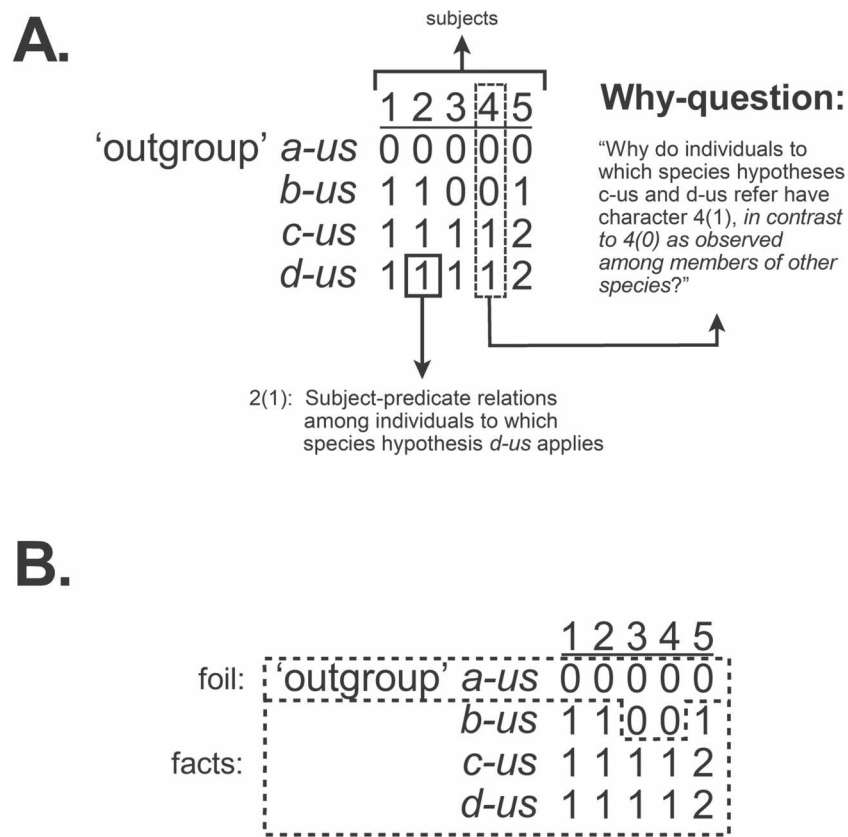 A.
subjects
1 2 3 4 5
‘outgroup’ a-us 0 0 0 0 0
b-us 1 1 0 0 1
c-us 1 1 1 1 2
d-us 1 1 1 1 2
Why-question:
“Why do individuals to
which species hypotheses
c-us and d-us refer have
character 4(1), in contrast
to 4(0) as observed
among members of other
species?”
2(1): Subject-predicate relations
among individuals to which
species hypothesis d-us applies
B.
1 2 3 4 5
foil: ‘outgroup’ a-us 0 0 0 0 0
b-us 1 1 0 0 1
facts: c-us 1 1 1 1 2
d-us 1 1 1 1 2